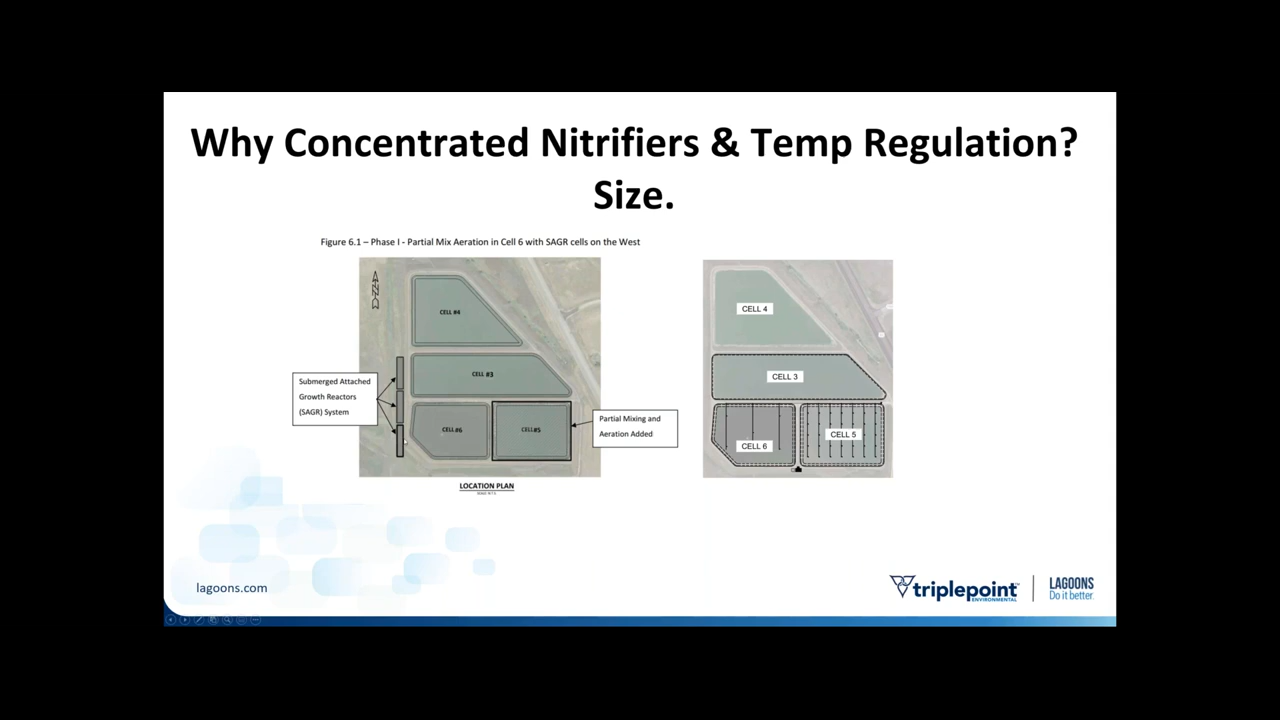 Why Concentrated Nitrifiers & Temp Regulation?
Size.
Figure 6.1 – Phase I - Partial Mix Aeration in Cell 6 with SAGR cells on the West
CELL #4
CELL #3
CELL #6
CELL #5
Submerged Attached
Growth Reactors
(SAGR) System
Partial Mixing and
Aeration Added
LOCATION PLAN
CELL 4
CELL 3
CELL 6
CELL 5
lagoons.com
triplepoint
ENVIRONMENTAL
LAGOONS
Do it better.